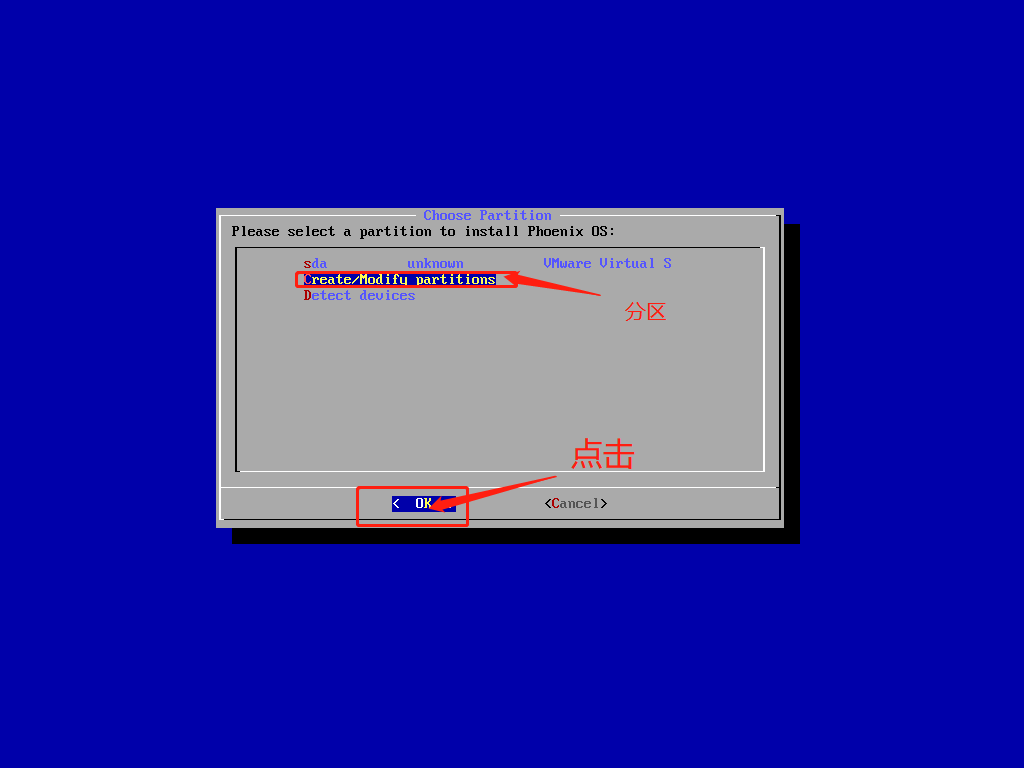 Choose Partition
Please select a partition to install Phoenix OS:
sda unknown VMware Virtual S
Create/Modify partitions
Detect devices
分区
点击
< OK
<Cancel>